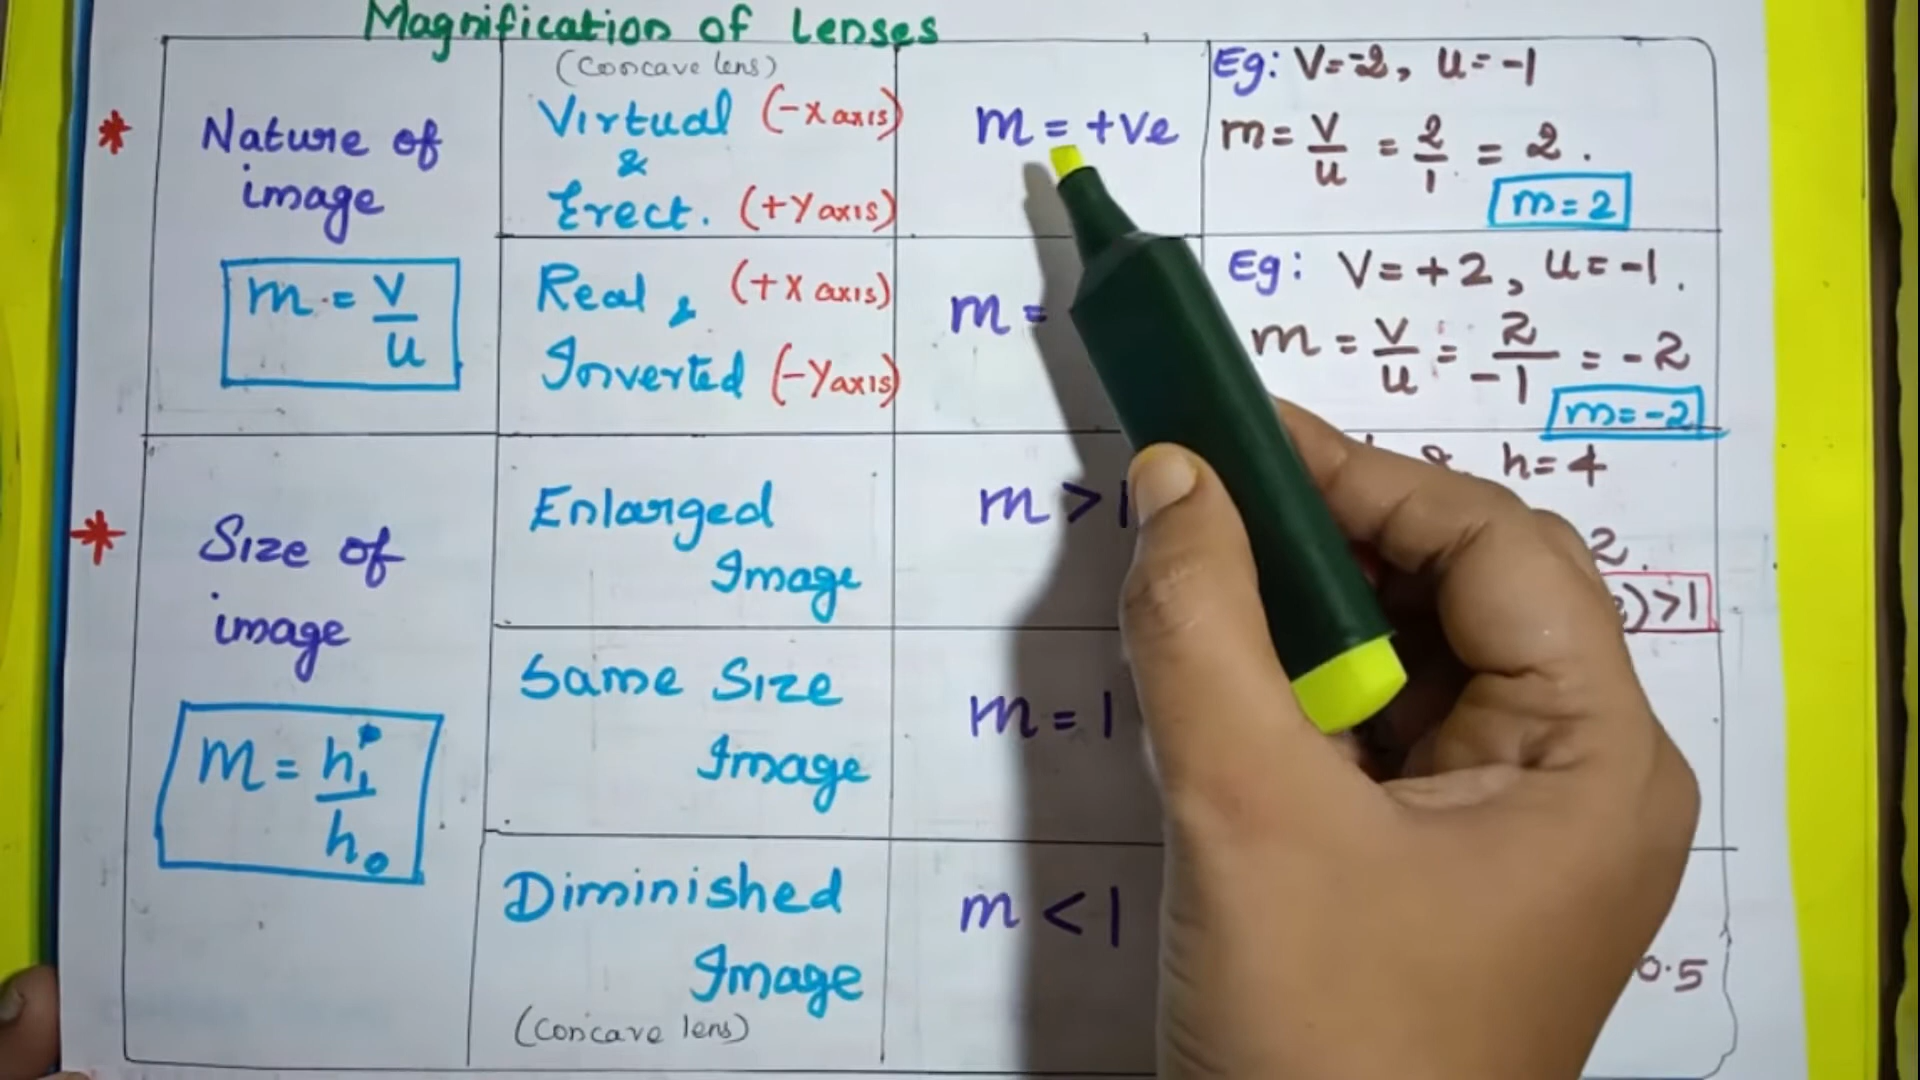 Magnification of Lenses
* Nature of
image
m = v/u
(Concave lens)
Virtual (-X axis)
&
Erect. (+Y axis)
m = +ve
Eg: V=-2, u=-1
m = v/u = 2/1 = 2.
m=2
Real & (+X axis)
Inverted (-Y axis)
m =
Eg: V=+2, u=-1.
m = v/u = 2/-1 = -2
m=-2
* Size of
image
m = hi/ho
Enlarged
Image
m > 1
h=4
2.
)>1
Same Size
Image
m = 1
Diminished
Image
(Concave lens)
m < 1
0.5